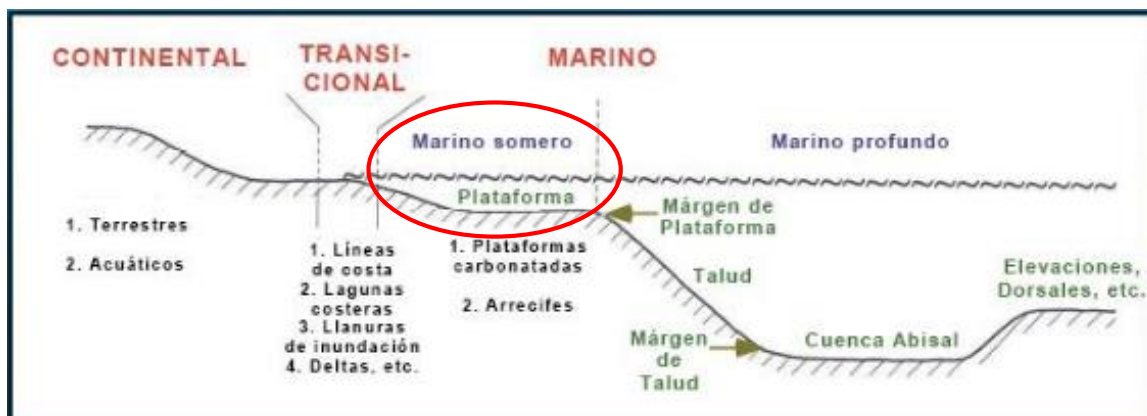 CONTINENTAL
TRANSI-
CIONAL
MARINO
Marino somero
Marino profundo
Plataforma
Márgen de
Plataforma
1. Terrestres
2. Acuáticos
1. Líneas
de costa
2. Lagunas
costeras
3. Llanuras
de inundación
4. Deltas, etc.
1. Plataformas
carbonatadas
2. Arrecifes
Talud
Márgen
de
Talud
Cuenca Abisal
Elevaciones,
Dorsales, etc.